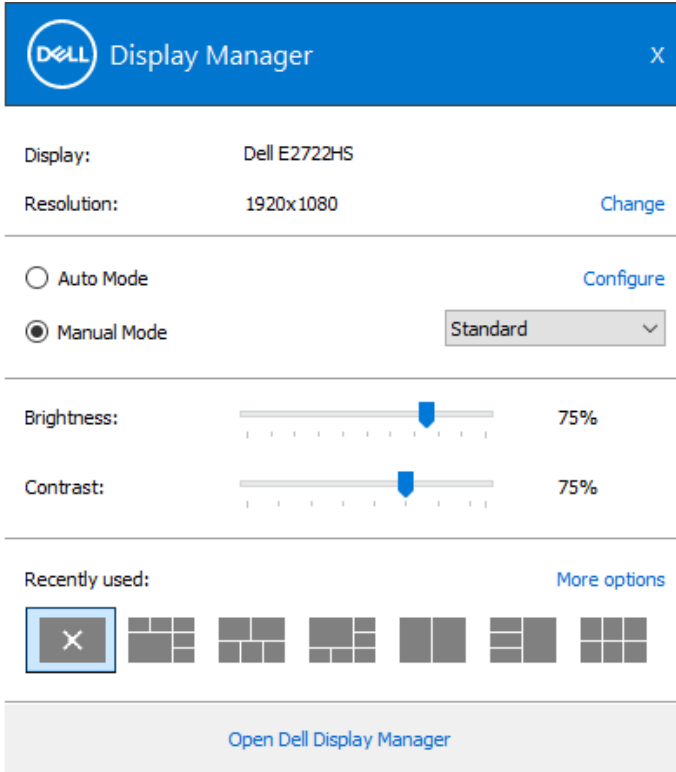 DELL Display Manager X
Display: Dell E2722HS
Resolution: 1920x1080 Change
Auto Mode Configure
Manual Mode Standard
Brightness: 75%
Contrast: 75%
Recently used: More options
Open Dell Display Manager